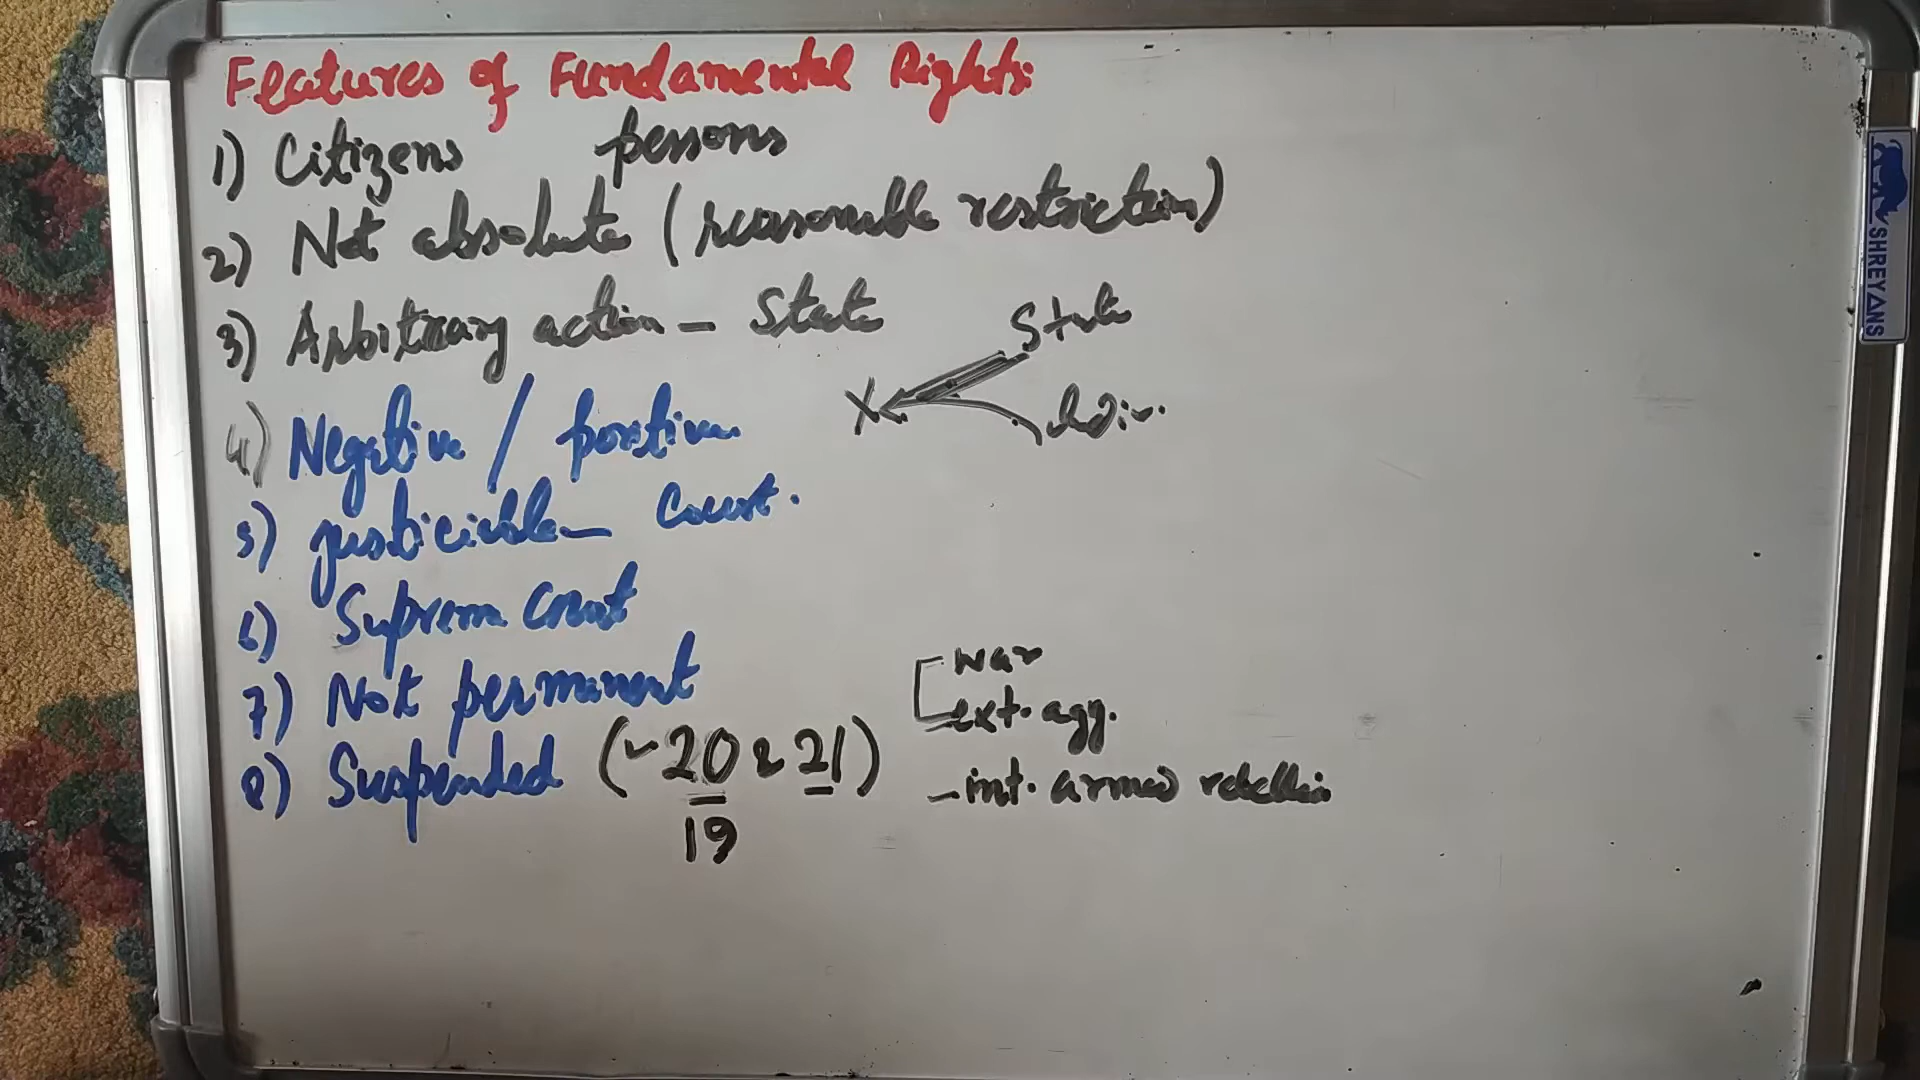 Features of Fundamental Rights:
1) Citizens persons
2) Not absolute (reasonable restriction)
3) Arbitrary action - State
State
X
Indiv.
4) Negative / positive
5) justiciable - Court.
6) Supreme Court
7) Not permanent
war
ext. agg.
8) Suspended (- 20 & 21)
- int. armed rebellion
19
SHREYANS